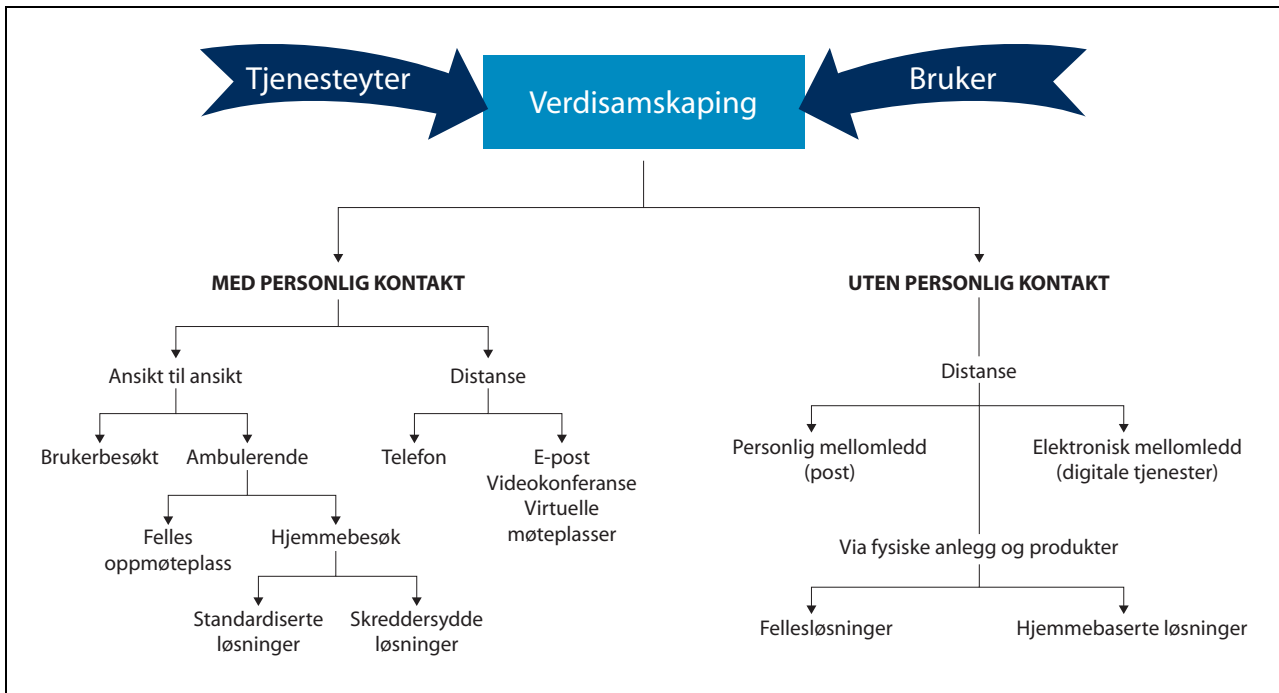 Tjenesteyter
Verdisamskaping
Bruker
MED PERSONLIG KONTAKT
UTEN PERSONLIG KONTAKT
Ansikt til ansikt
Distanse
Distanse
Brukerbesøkt
Ambulerende
Telefon
E-post
Videokonferanse
Virtuelle
møteplasser
Personlig mellomledd
(post)
Elektronisk mellomledd
(digitale tjenester)
Felles
oppmøteplass
Hjemmebesøk
Via fysiske anlegg og produkter
Standardiserte
løsninger
Skreddersydde
løsninger
Fellesløsninger
Hjemmebaserte løsninger